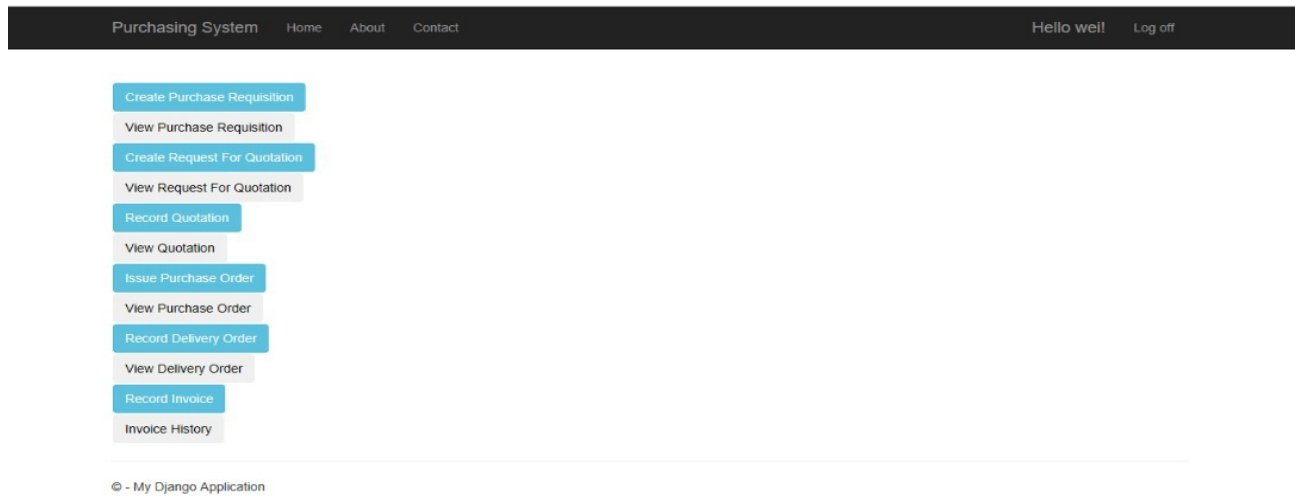 Purchasing System Home About Contact Hello wei! Log off
Create Purchase Requisition
View Purchase Requisition
Create Request For Quotation
View Request For Quotation
Record Quotation
View Quotation
Issue Purchase Order
View Purchase Order
Record Delivery Order
View Delivery Order
Record Invoice
Invoice History
© - My Django Application